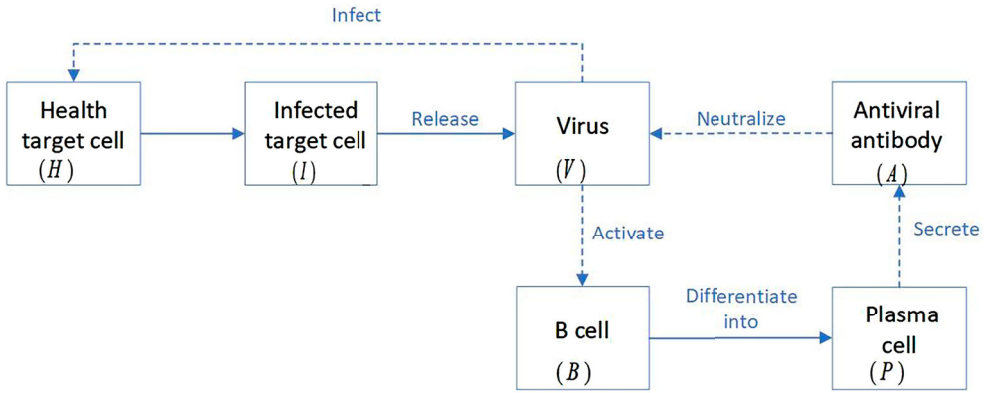 Infect
Health
target cell
(H)
Infected
target cell
(I)
Release
Virus
(V)
Neutralize
Antiviral
antibody
(A)
Activate
Secrete
B cell
(B)
Differentiate
into
Plasma
cell
(P)